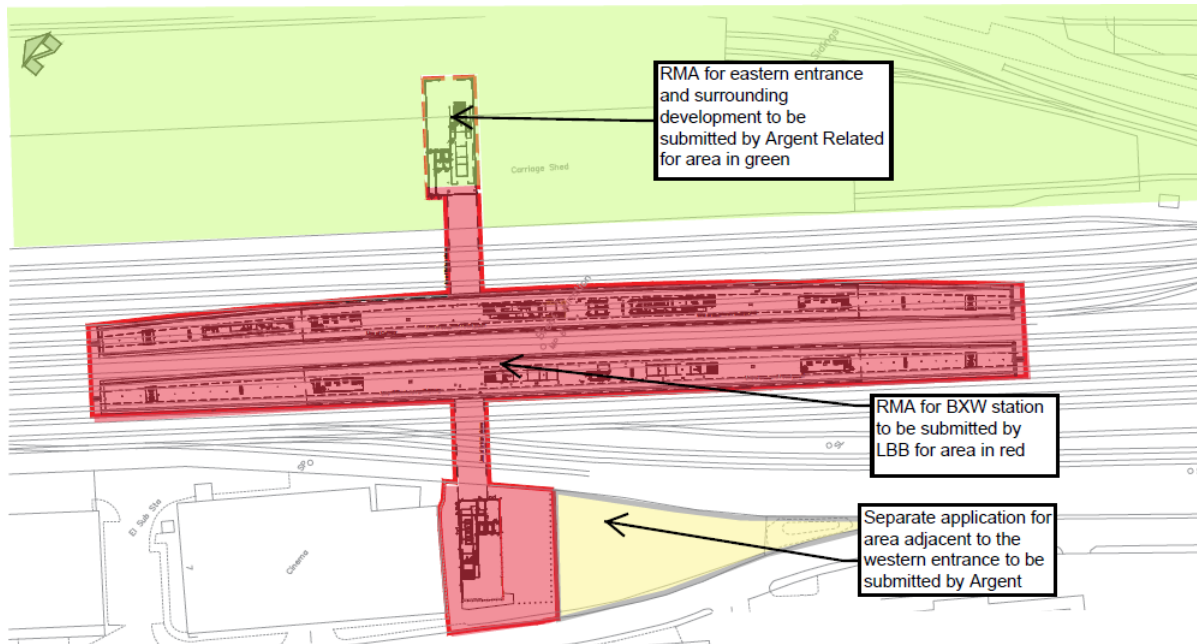 Sidings
RMA for eastern entrance
and surrounding
development to be
submitted by Argent Related
for area in green
Carriage Shed
RMA for BXW station
to be submitted by
LBB for area in red
SP
El Sub Sta
Cinema
Separate application for
area adjacent to the
western entrance to be
submitted by Argent